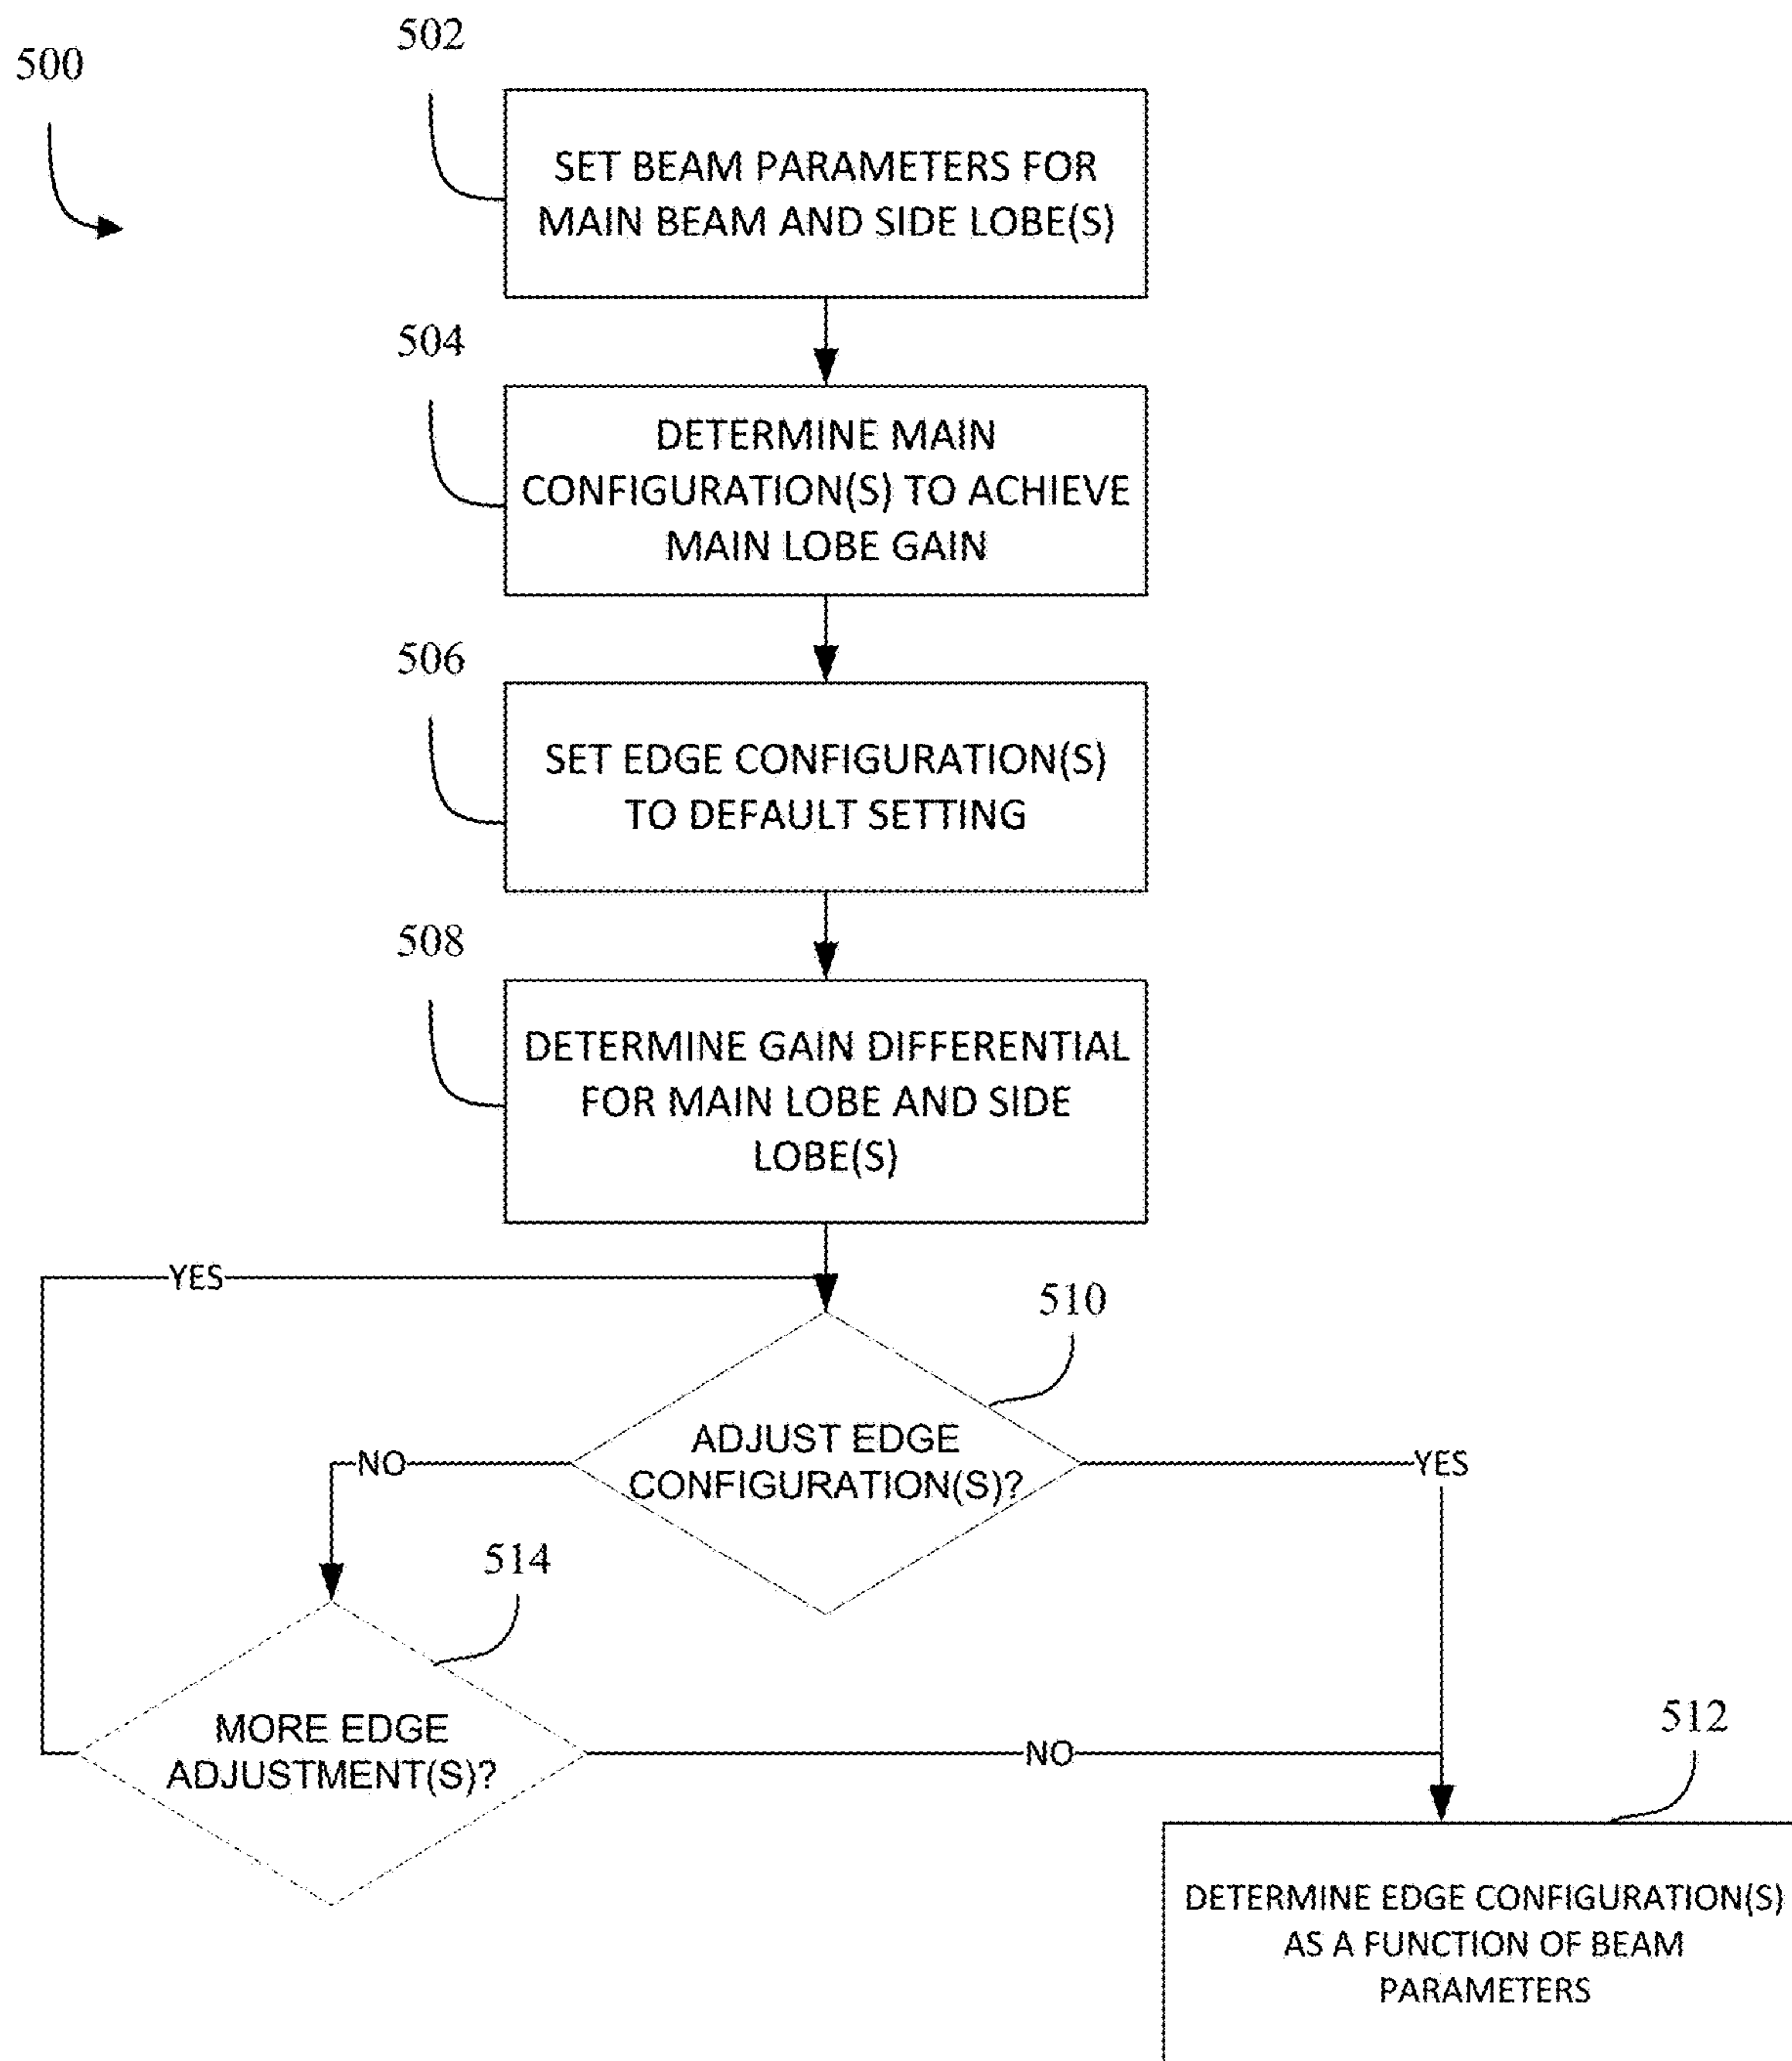 500
502
SET BEAM PARAMETERS FOR
MAIN BEAM AND SIDE LOBE(S)
504
DETERMINE MAIN
CONFIGURATION(S) TO ACHIEVE
MAIN LOBE GAIN
506
SET EDGE CONFIGURATION(S)
TO DEFAULT SETTING
508
DETERMINE GAIN DIFFERENTIAL
FOR MAIN LOBE AND SIDE
LOBE(S)
YES
510
ADJUST EDGE
CONFIGURATION(S)?
NO
YES
514
MORE EDGE
ADJUSTMENT(S)?
NO
512
DETERMINE EDGE CONFIGURATION(S)
AS A FUNCTION OF BEAM
PARAMETERS